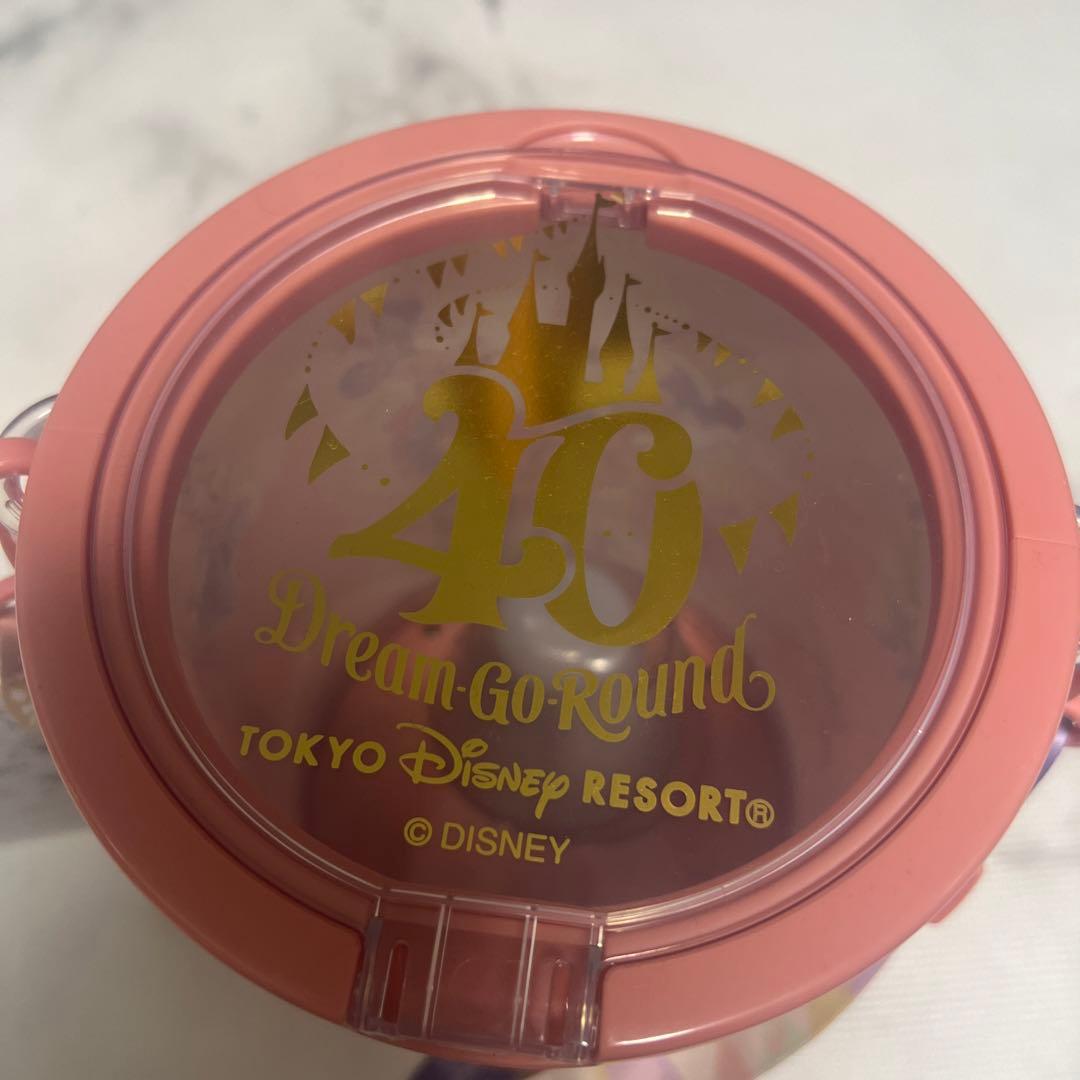 40
Dream-Go-Round
TOKYO Disney RESORT®
© DISNEY